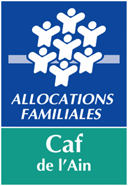 ALLOCATIONS
FAMILIALES
Caf
de l'Ain